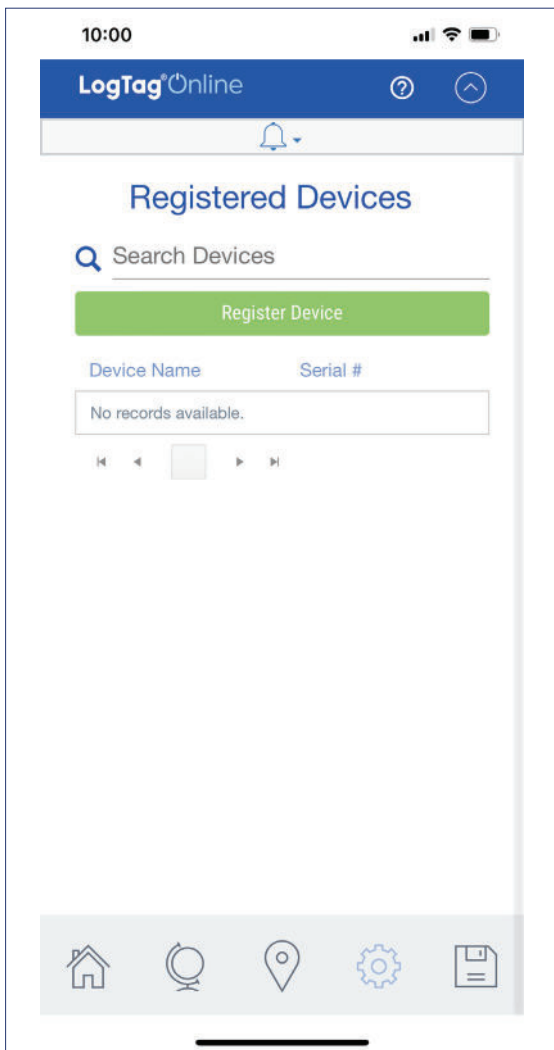 10:00
LogTag® Online
Registered Devices
Search Devices
Register Device
Device Name Serial #
No records available.